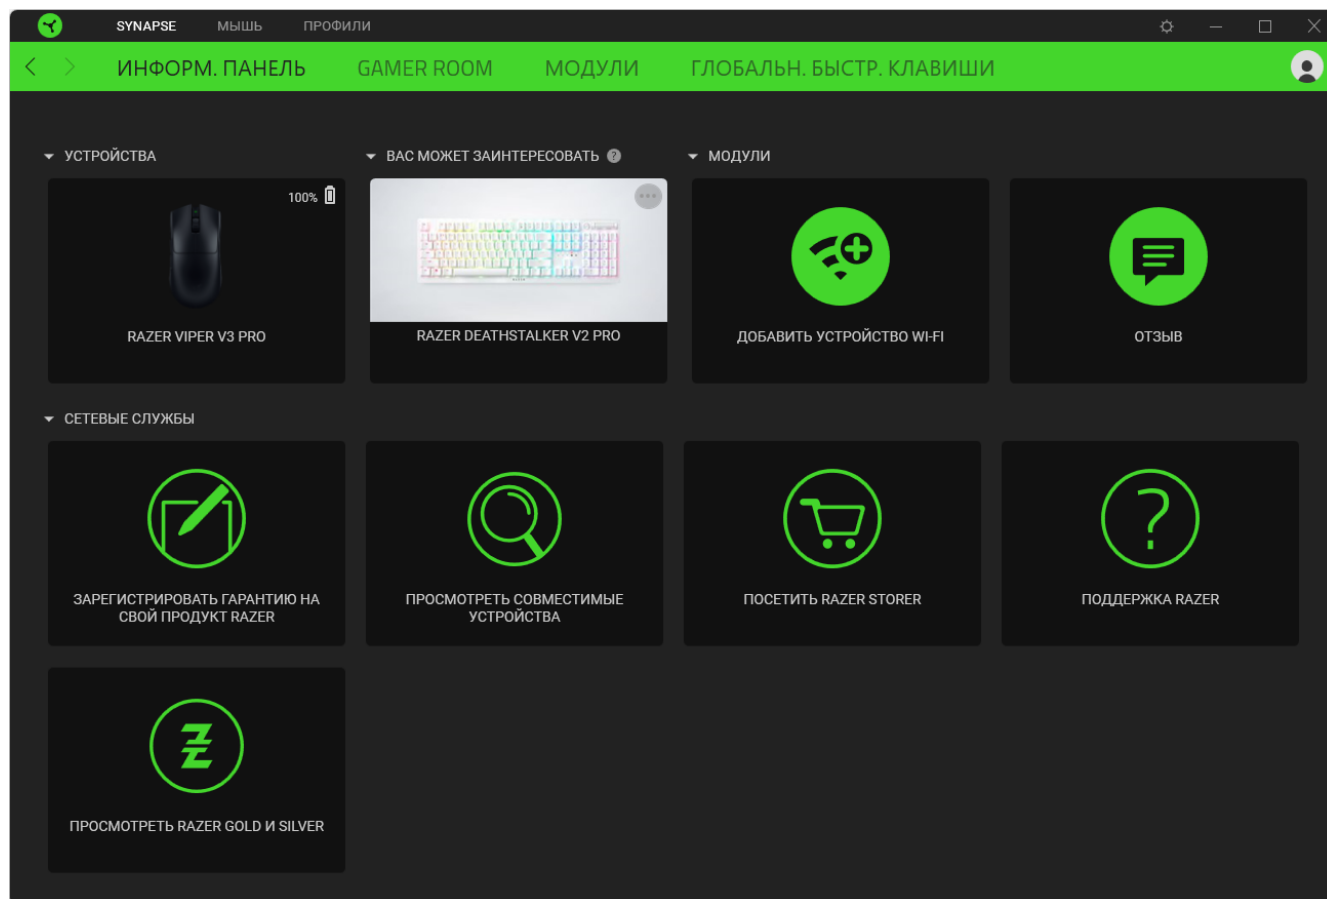 SYNAPSE МЫШЬ ПРОФИЛИ
ИНФОРМ. ПАНЕЛЬ GAMER ROOM МОДУЛИ ГЛОБАЛЬН. БЫСТР. КЛАВИШИ
УСТРОЙСТВА
100%
RAZER VIPER V3 PRO
ВАС МОЖЕТ ЗАИНТЕРЕСОВАТЬ ?
RAZER DEATHSTALKER V2 PRO
МОДУЛИ
ДОБАВИТЬ УСТРОЙСТВО WI-FI
ОТЗЫВ
СЕТЕВЫЕ СЛУЖБЫ
ЗАРЕГИСТРИРОВАТЬ ГАРАНТИЮ НА
СВОЙ ПРОДУКТ RAZER
ПРОСМОТРЕТЬ СОВМЕСТИМЫЕ
УСТРОЙСТВА
ПОСЕТИТЬ RAZER STORER
ПОДДЕРЖКА RAZER
ПРОСМОТРЕТЬ RAZER GOLD И SILVER